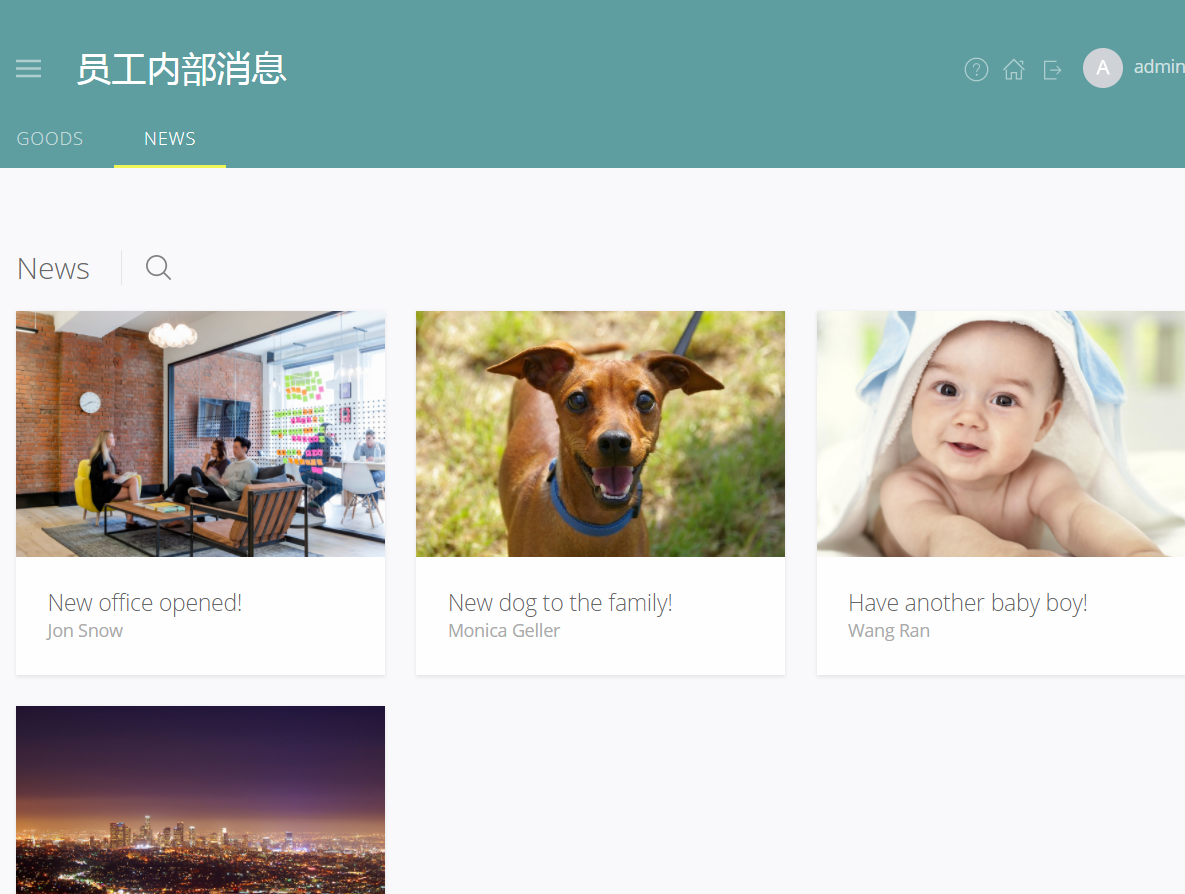 员工内部消息
A
admin
GOODS
NEWS
News
New office opened!
Jon Snow
New dog to the family!
Monica Geller
Have another baby boy!
Wang Ran